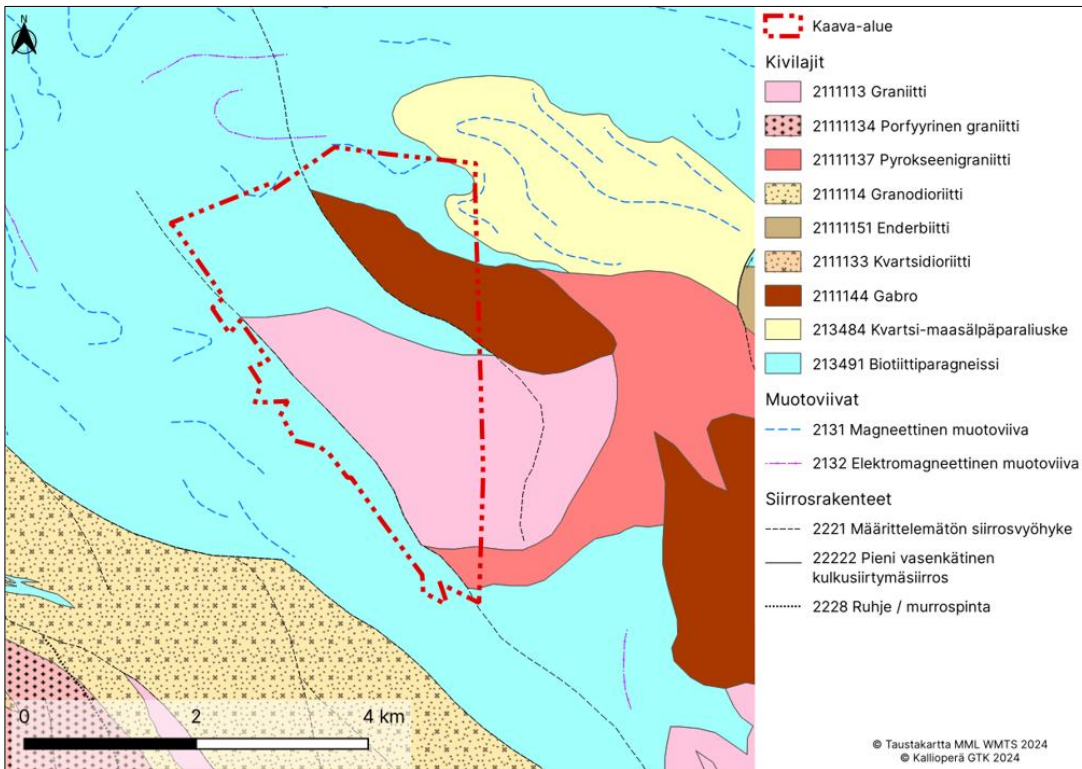 N
Kaava-alue
Kivilajit
2111113 Graniitti
21111134 Porfyyrinen graniitti
21111137 Pyrokseenigraniitti
2111114 Granodioriitti
21111151 Enderbiitti
2111133 Kvartsidioriitti
2111144 Gabro
213484 Kvartsi-maasälpäparaliuske
213491 Biotiittiparagneissi
Muotoviivat
2131 Magneettinen muotoviiva
2132 Elektromagneettinen muotoviiva
Siirrosrakenteet
2221 Määrittelemätön siirrosvyöhyke
22222 Pieni vasenkätinen
kulkusiirtymäsiirros
2228 Ruhje / murrospinta
0 2 4 km
© Taustakartta MML WMTS 2024
© Kallioperä GTK 2024